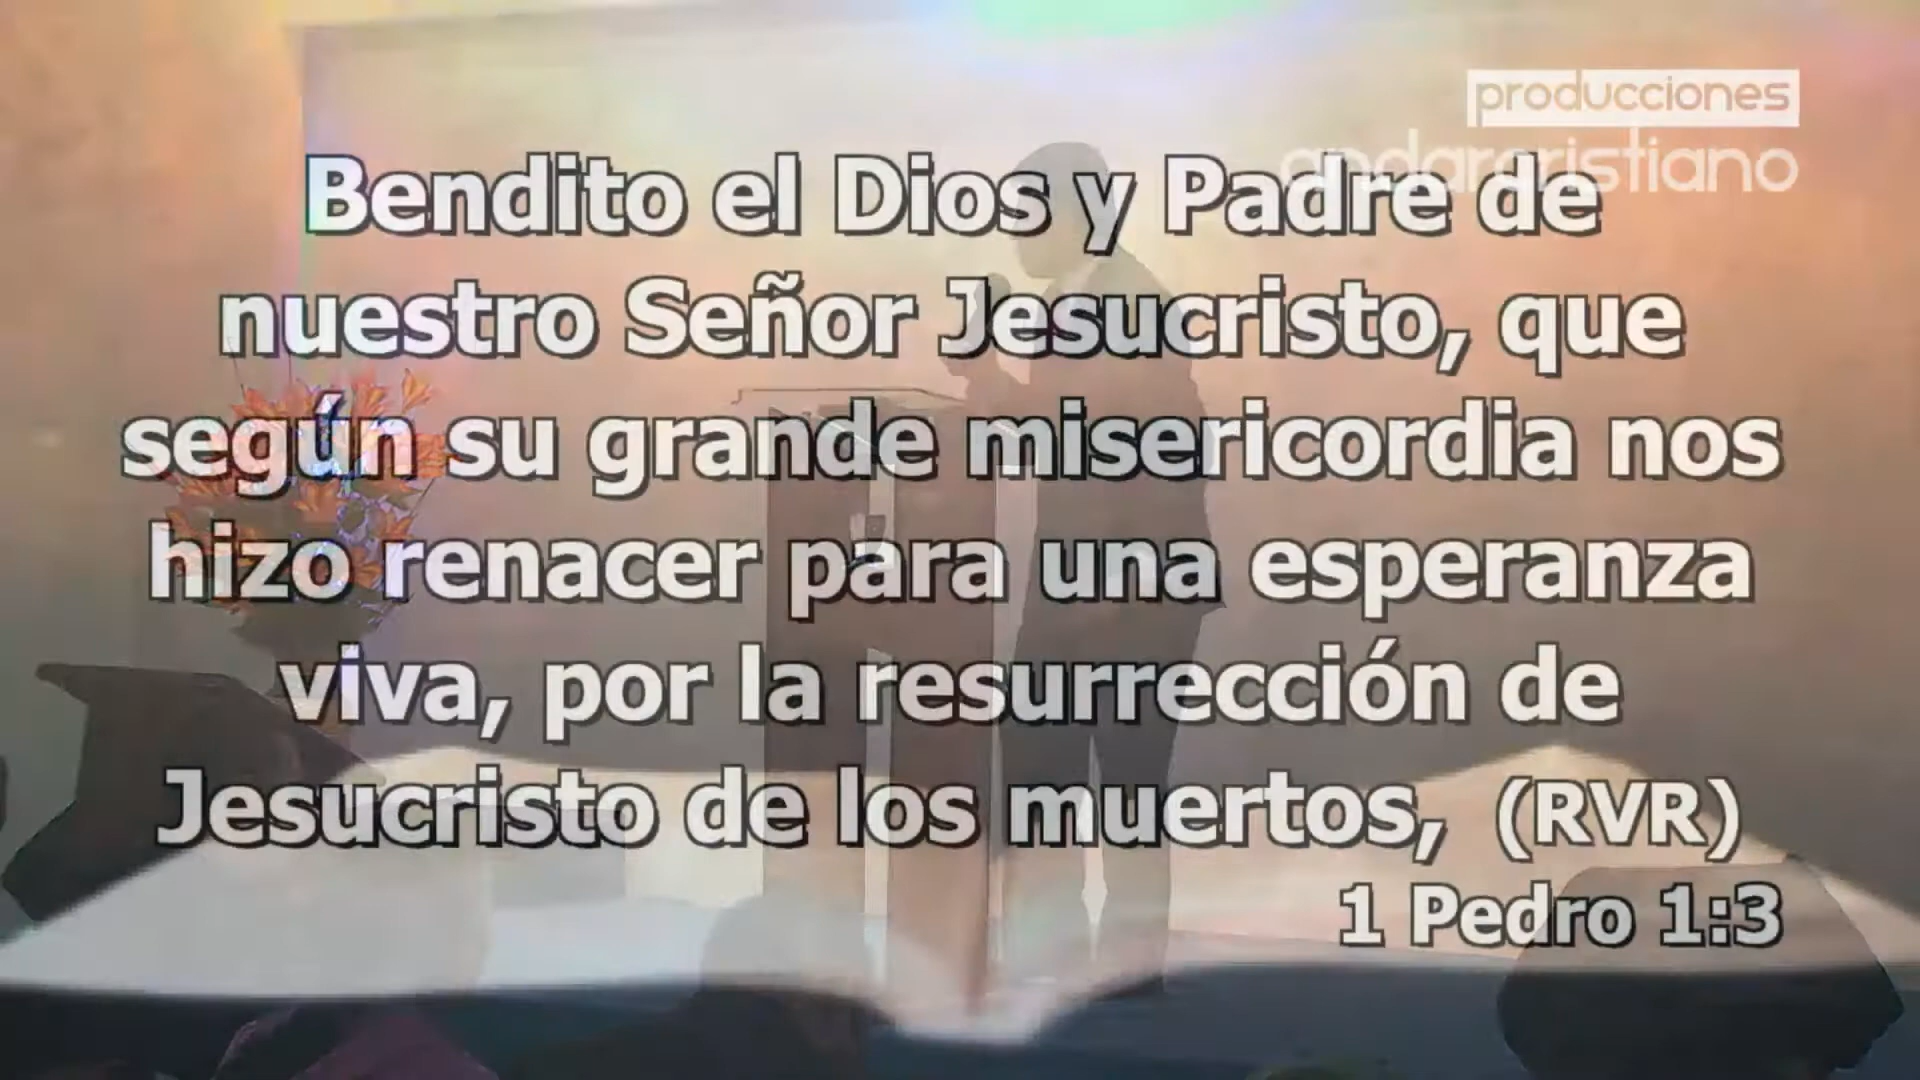 producciones
andarcristiano
Bendito el Dios y Padre de
nuestro Señor Jesucristo, que
según su grande misericordia nos
hizo renacer para una esperanza
viva, por la resurrección de
Jesucristo de los muertos, (RVR)
1 Pedro 1:3